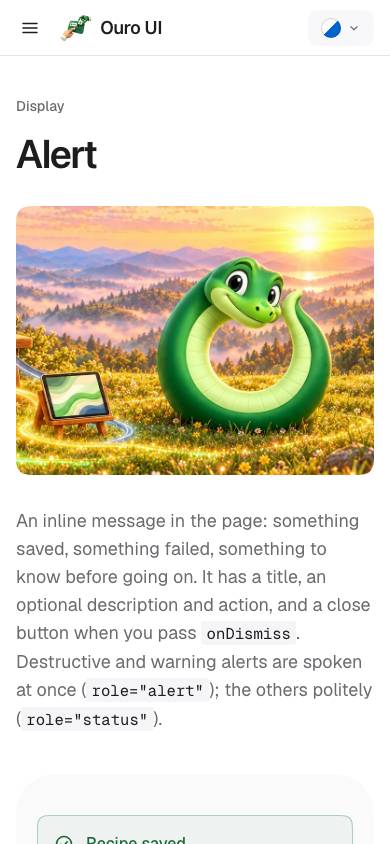 Ouro UI
Display
Alert
An inline message in the page: something
saved, something failed, something to
know before going on. It has a title, an
optional description and action, and a close
button when you pass onDismiss.
Destructive and warning alerts are spoken
at once (role="alert"); the others politely
(role="status").
Recipe saved